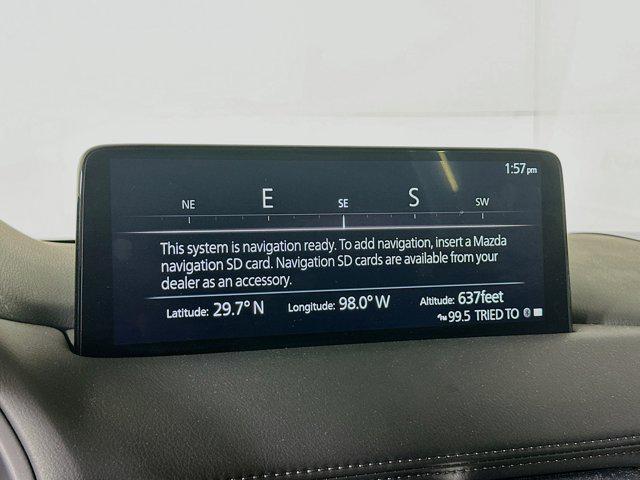 1:57 pm
NE E SE S SW
This system is navigation ready. To add navigation, insert a Mazda
navigation SD card. Navigation SD cards are available from your
dealer as an accessory.
Latitude: 29.7° N Longitude: 98.0° W Altitude: 637feet
FM 99.5 TRIED TO